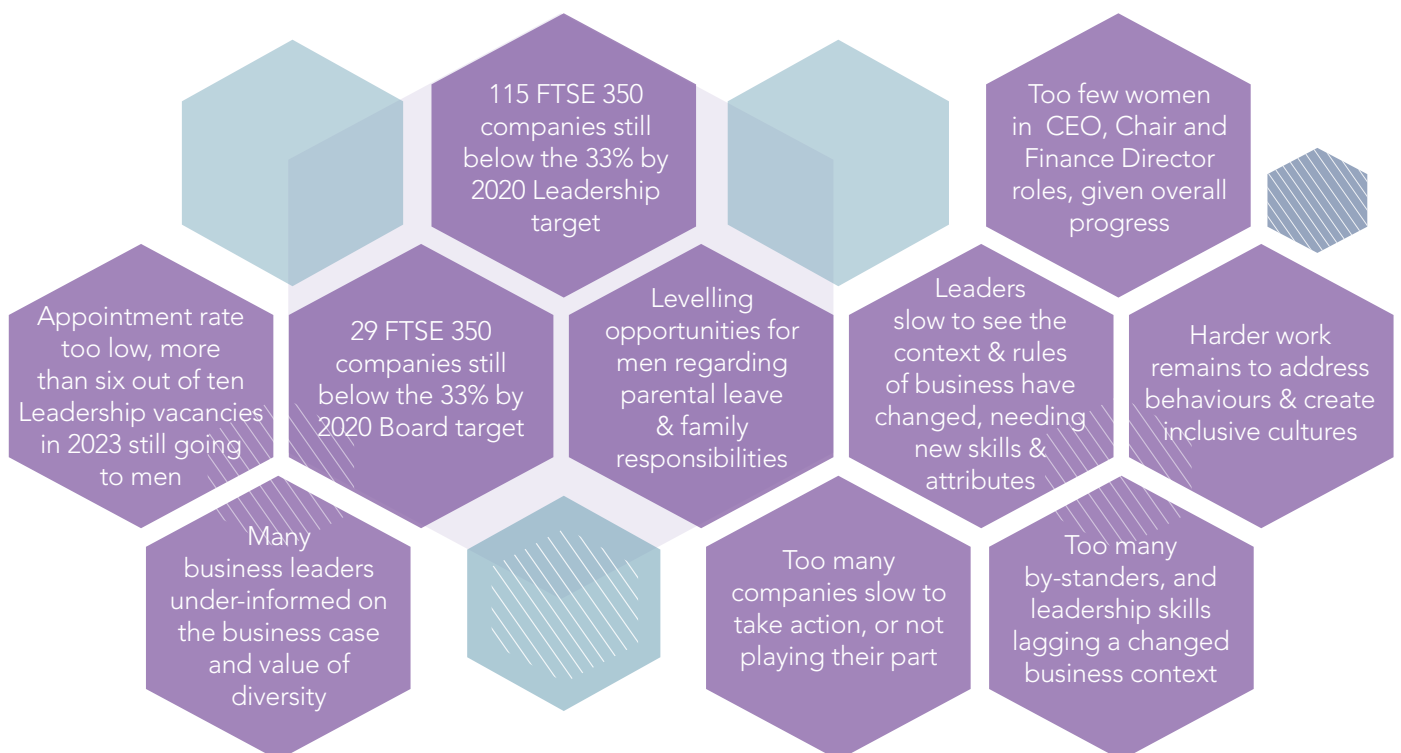 115 FTSE 350
companies still
below the 33% by
2020 Leadership
target
Too few women
in CEO, Chair and
Finance Director
roles, given overall
progress
Appointment rate
too low, more
than six out of ten
Leadership vacancies
in 2023 still going
to men
29 FTSE 350
companies still
below the 33% by
2020 Board target
Levelling
opportunities for
men regarding
parental leave
& family
responsibilities
Leaders
slow to see the
context & rules
of business have
changed, needing
new skills &
attributes
Harder work
remains to address
behaviours & create
inclusive cultures
Many
business leaders
under-informed on
the business case
and value of
diversity
Too many
companies slow to
take action, or not
playing their part
Too many
by-standers, and
leadership skills
lagging a changed
business context